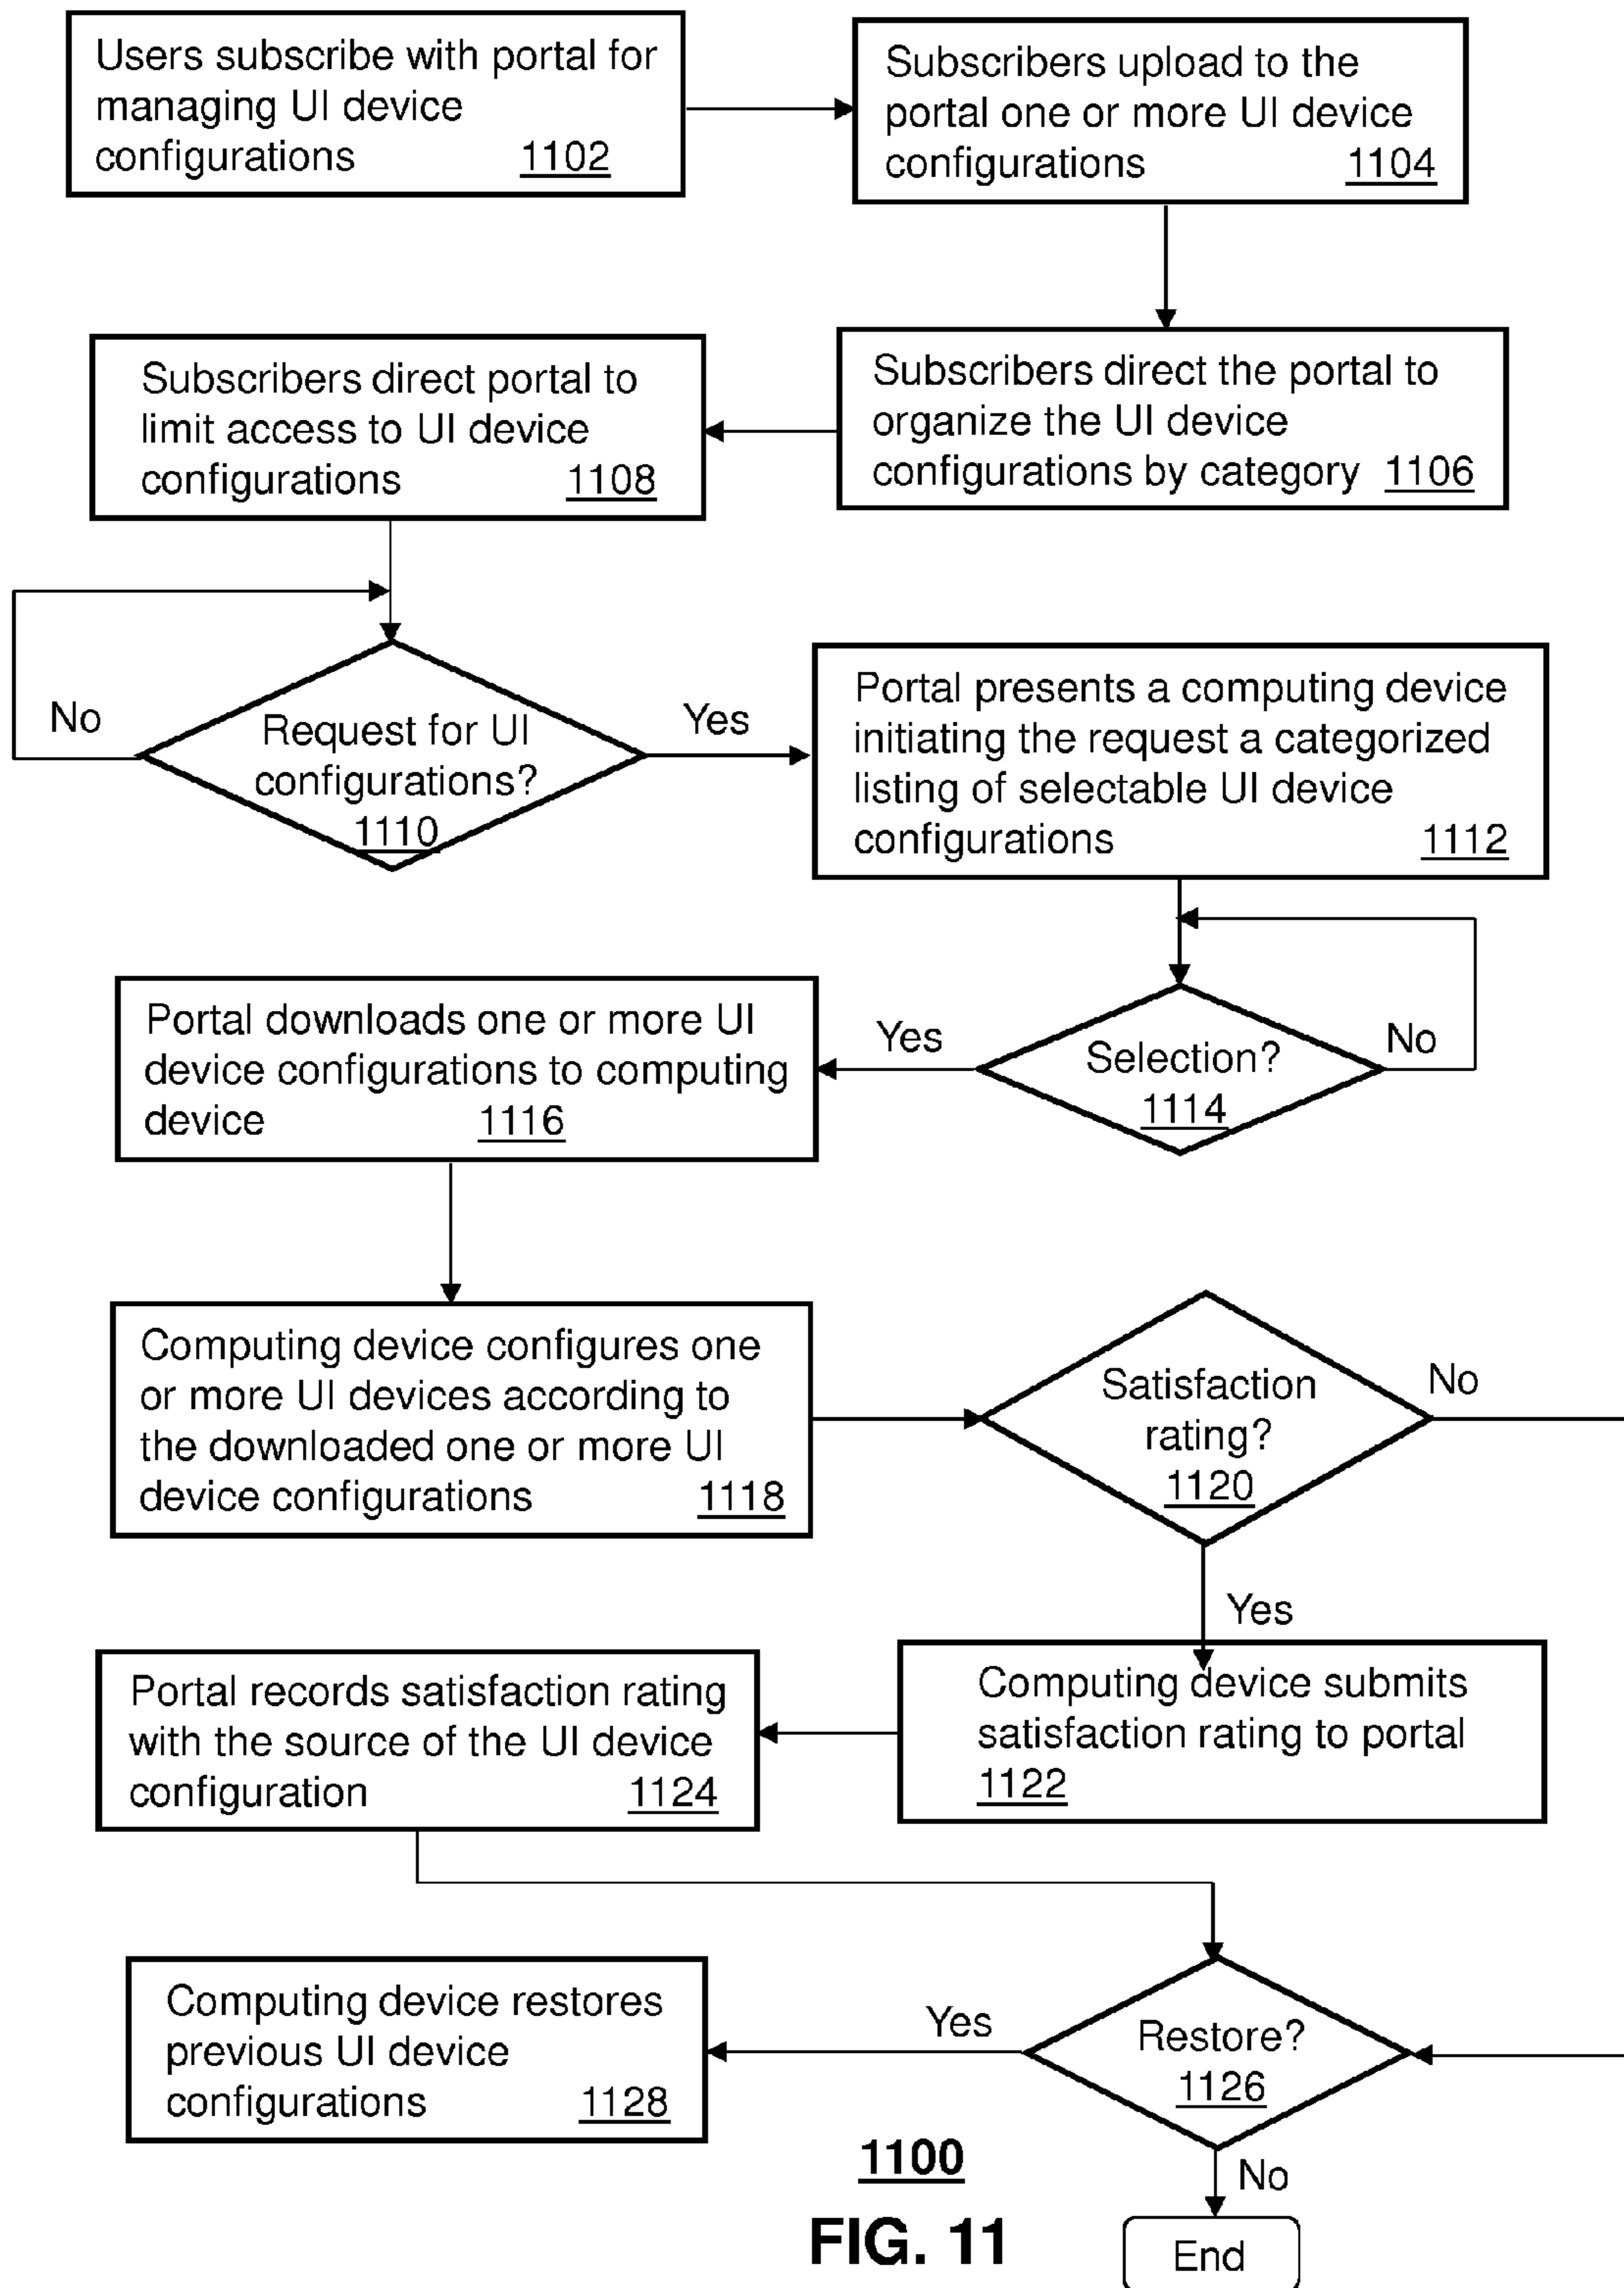 Users subscribe with portal for
managing UI device
configurations 1102
Subscribers upload to the
portal one or more UI device
configurations 1104
Subscribers direct portal to
limit access to UI device
configurations 1108
Subscribers direct the portal to
organize the UI device
configurations by category 1106
No
Request for UI
configurations?
1110
Yes
Portal presents a computing device
initiating the request a categorized
listing of selectable UI device
configurations 1112
Portal downloads one or more UI
device configurations to computing
device 1116
Yes
Selection?
1114
No
Computing device configures one
or more UI devices according to
the downloaded one or more UI
device configurations 1118
Satisfaction
rating?
1120
No
Yes
Portal records satisfaction rating
with the source of the UI device
configuration 1124
Computing device submits
satisfaction rating to portal
1122
Computing device restores
previous UI device
configurations 1128
Yes
Restore?
1126
No
End
1100
FIG. 11